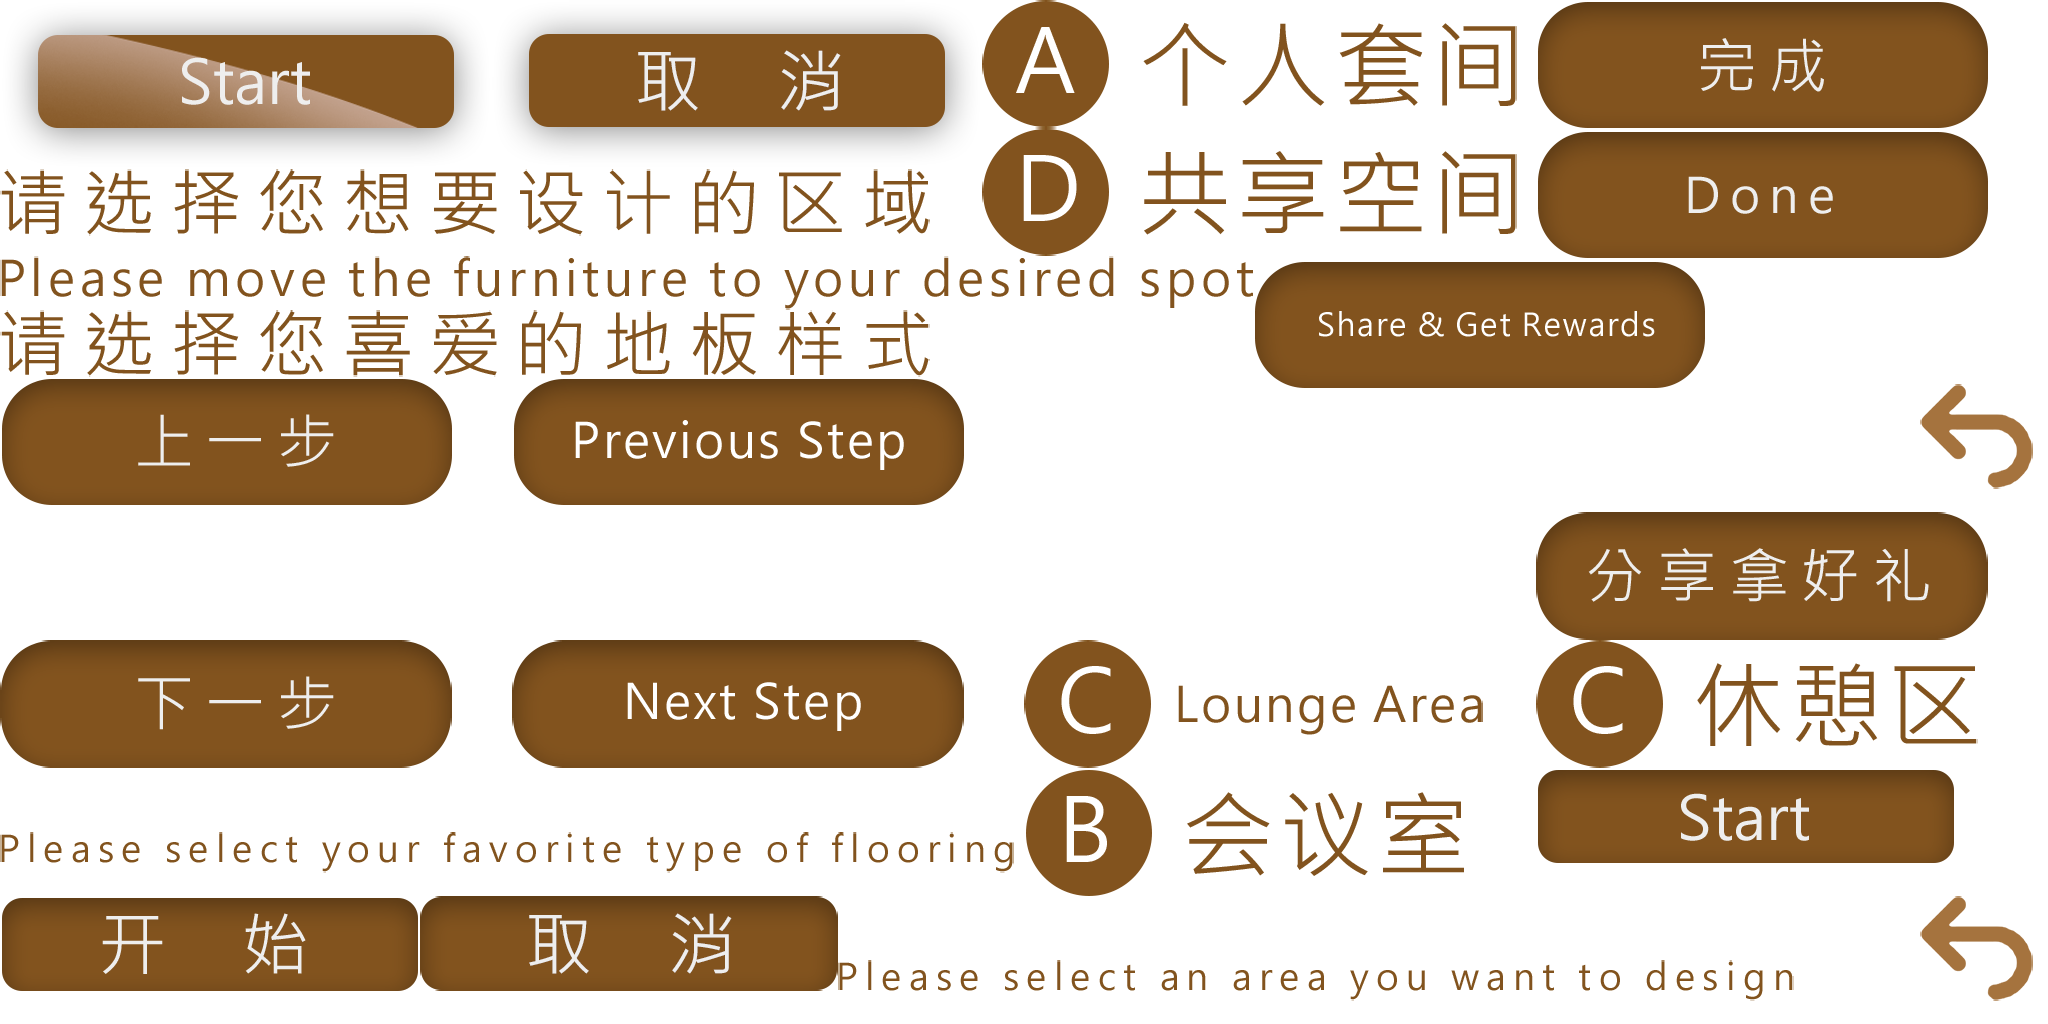 Start
取 消
A 个人套间
完成
D 共享空间
Done
请选择您想要设计的区域
Please move the furniture to your desired spot
请选择您喜爱的地板样式
Share & Get Rewards
上一步
Previous Step
分享拿好礼
下一步
Next Step
C Lounge Area
C 休憩区
B 会议室
Start
Please select your favorite type of flooring
开 始
取 消
Please select an area you want to design